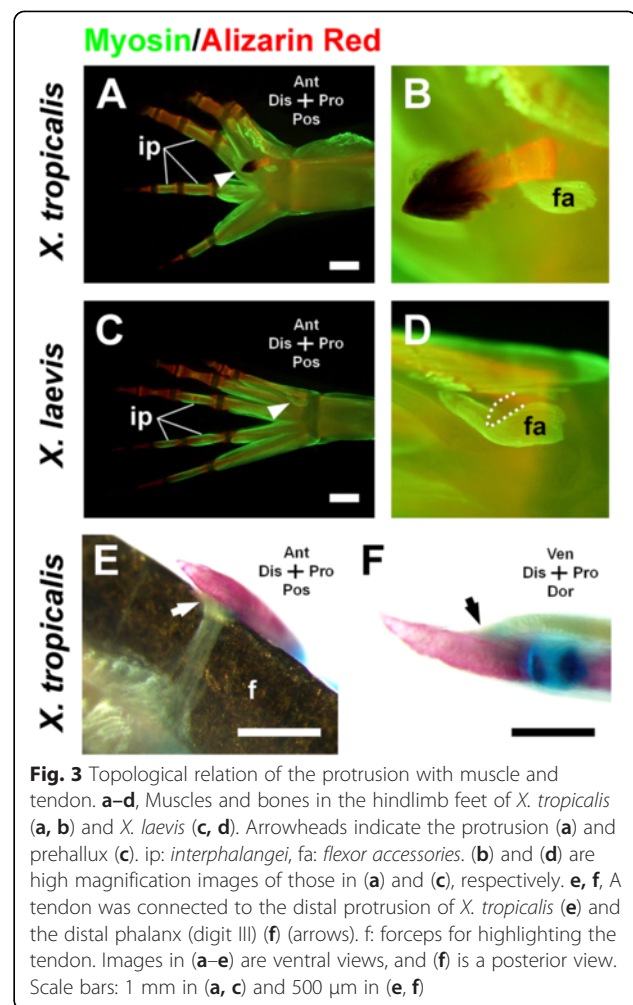 Myosin/Alizarin Red
X. tropicalis
A
Ant
Dis + Pro
Pos
ip
B
fa
X. laevis
C
Ant
Dis + Pro
Pos
ip
D
fa
X. tropicalis
E
Ant
Dis + Pro
Pos
f
F
Ven
Dis + Pro
Dor
Fig. 3 Topological relation of the protrusion with muscle and
tendon. a–d, Muscles and bones in the hindlimb feet of X. tropicalis
(a, b) and X. laevis (c, d). Arrowheads indicate the protrusion (a) and
prehallux (c). ip: interphalangei, fa: flexor accessories. (b) and (d) are
high magnification images of those in (a) and (c), respectively. e, f, A
tendon was connected to the distal protrusion of X. tropicalis (e) and
the distal phalanx (digit III) (f) (arrows). f: forceps for highlighting the
tendon. Images in (a–e) are ventral views, and (f) is a posterior view.
Scale bars: 1 mm in (a, c) and 500 μm in (e, f)